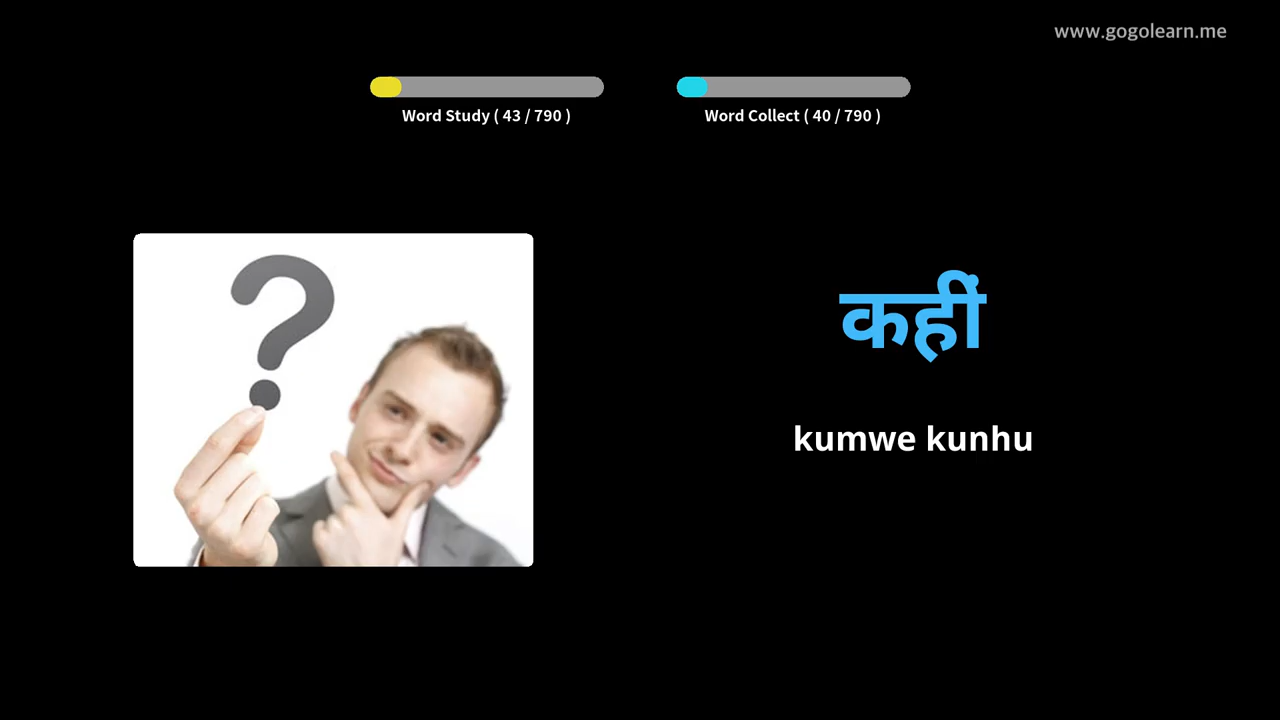 www.gogolearn.me
Word Study ( 43 / 790 )
Word Collect ( 40 / 790 )
कहीं
kumwe kunhu